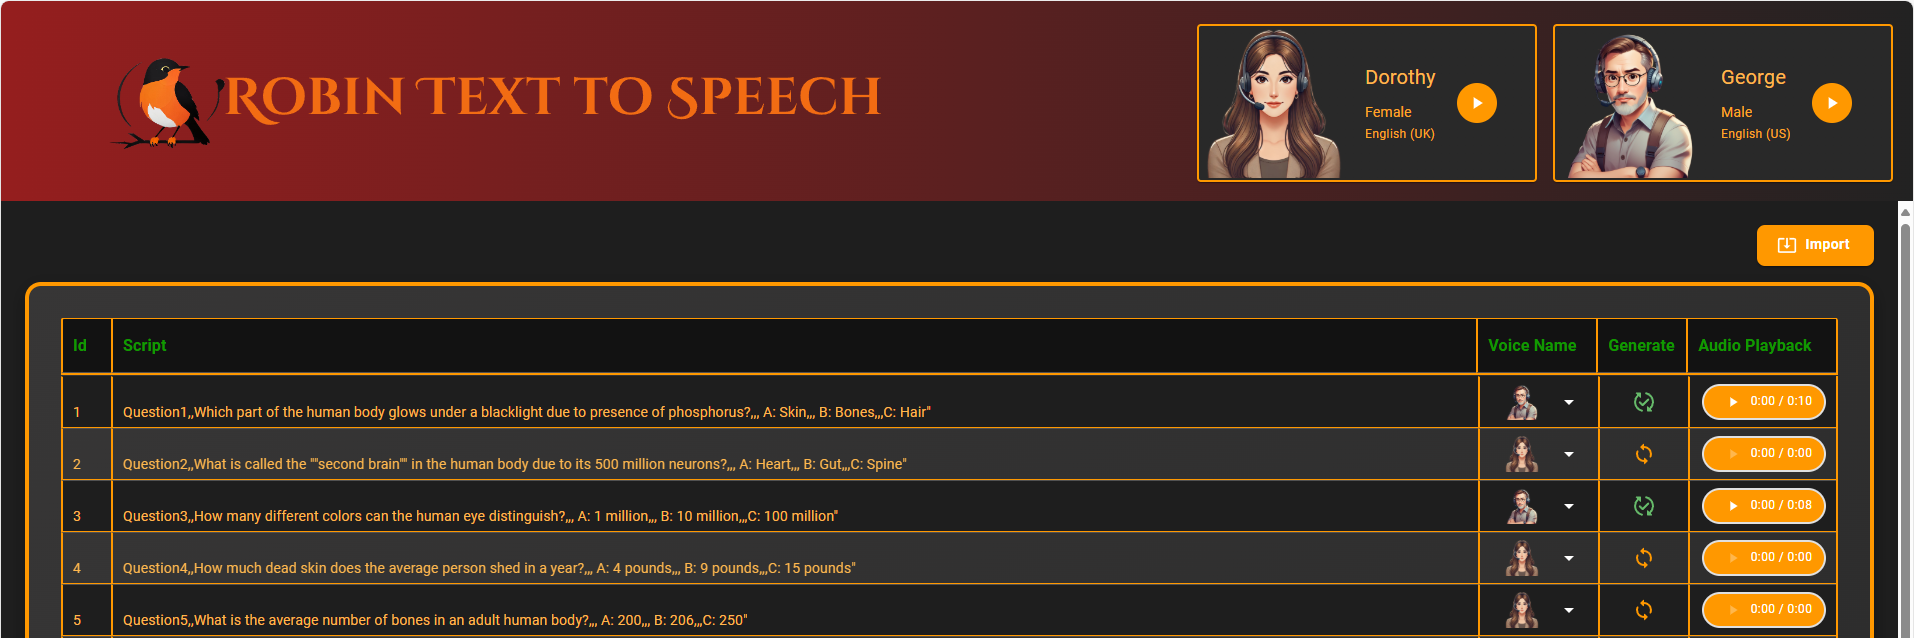 Robin Text to Speech
Dorothy
Female
English (UK)
George
Male
English (US)
Import
Id Script Voice Name Generate Audio Playback
1 Question1,,Which part of the human body glows under a blacklight due to presence of phosphorus?,,, A: Skin,,, B: Bones,,,C: Hair" 0:00 / 0:10
2 Question2,,What is called the ""second brain"" in the human body due to its 500 million neurons?,,, A: Heart,,, B: Gut,,,C: Spine" 0:00 / 0:00
3 Question3,,How many different colors can the human eye distinguish?,,, A: 1 million,,, B: 10 million,,,C: 100 million" 0:00 / 0:08
4 Question4,,How much dead skin does the average person shed in a year?,,, A: 4 pounds,,, B: 9 pounds,,,C: 15 pounds" 0:00 / 0:00
5 Question5,,What is the average number of bones in an adult human body?,,, A: 200,,, B: 206,,,C: 250" 0:00 / 0:00